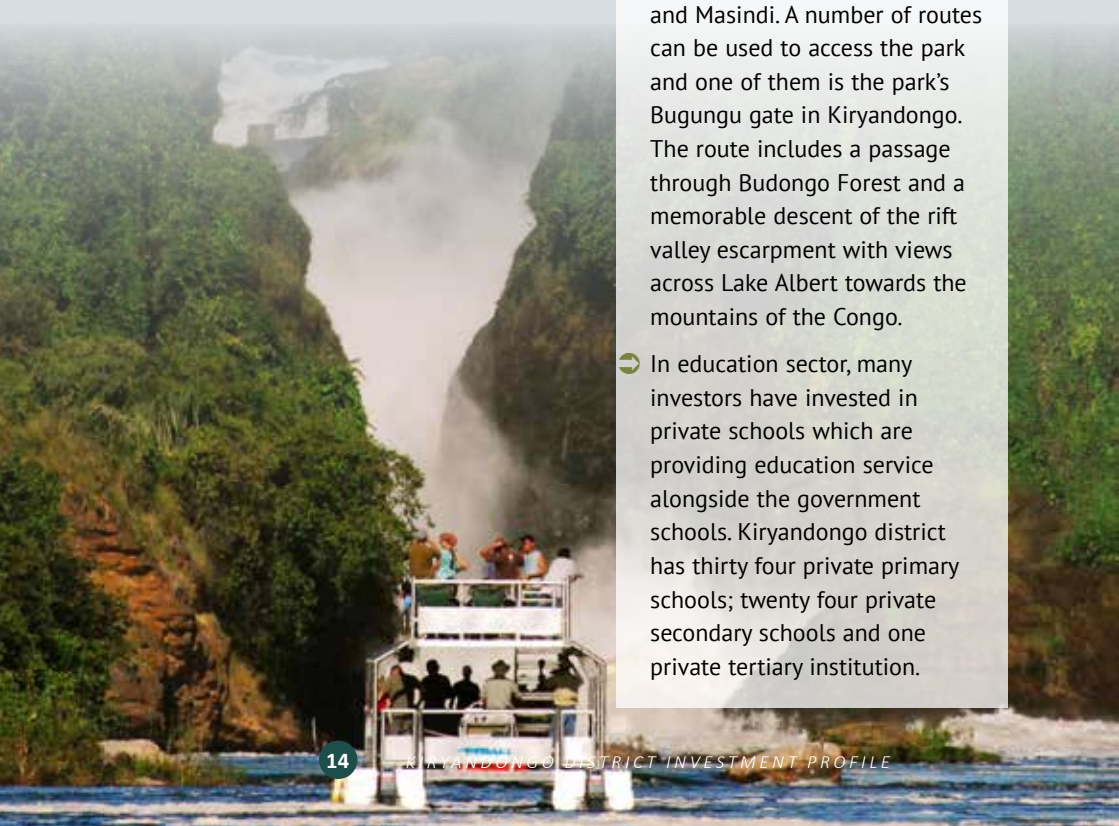 and Masindi. A number of routes
can be used to access the park
and one of them is the park's
Bugungu gate in Kiryandongo.
The route includes a passage
through Budongo Forest and a
memorable descent of the rift
valley escarpment with views
across Lake Albert towards the
mountains of the Congo.
In education sector, many
investors have invested in
private schools which are
providing education service
alongside the government
schools. Kiryandongo district
has thirty four private primary
schools; twenty four private
secondary schools and one
private tertiary institution.
14
KIRYANDONGO DISTRICT INVESTMENT PROFILE